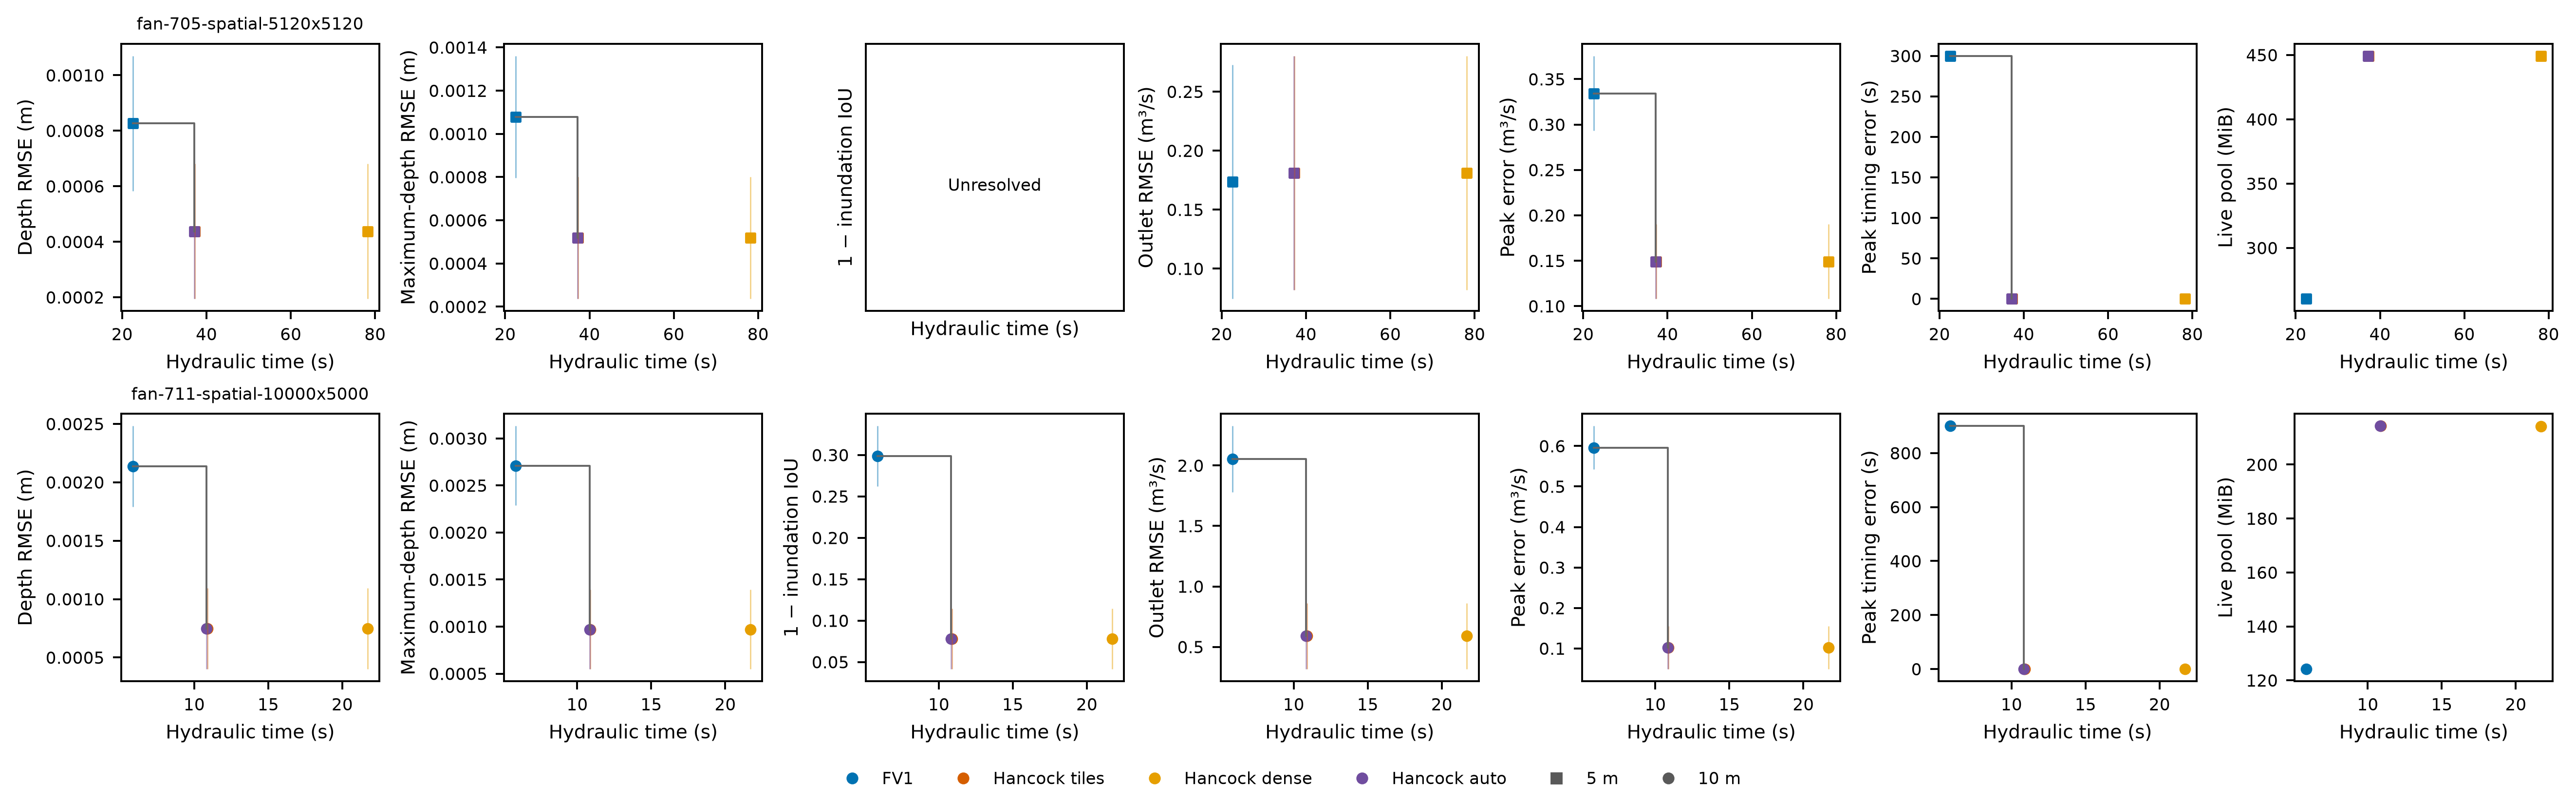 fan-705-spatial-5120x5120
Depth RMSE (m)
0.0010
0.0008
0.0006
0.0004
0.0002
20 40 60 80
Hydraulic time (s)
Maximum-depth RMSE (m)
0.0014
0.0012
0.0010
0.0008
0.0006
0.0004
0.0002
20 40 60 80
Hydraulic time (s)
1 − inundation IoU
Unresolved
Hydraulic time (s)
Outlet RMSE (m³/s)
0.25
0.20
0.15
0.10
20 40 60 80
Hydraulic time (s)
Peak error (m³/s)
0.35
0.30
0.25
0.20
0.15
0.10
20 40 60 80
Hydraulic time (s)
Peak timing error (s)
300
250
200
150
100
50
0
20 40 60 80
Hydraulic time (s)
Live pool (MiB)
450
400
350
300
20 40 60 80
Hydraulic time (s)
fan-711-spatial-10000x5000
Depth RMSE (m)
0.0025
0.0020
0.0015
0.0010
0.0005
10 15 20
Hydraulic time (s)
Maximum-depth RMSE (m)
0.0030
0.0025
0.0020
0.0015
0.0010
0.0005
10 15 20
Hydraulic time (s)
1 − inundation IoU
0.30
0.25
0.20
0.15
0.10
0.05
10 15 20
Hydraulic time (s)
Outlet RMSE (m³/s)
2.0
1.5
1.0
0.5
10 15 20
Hydraulic time (s)
Peak error (m³/s)
0.6
0.5
0.4
0.3
0.2
0.1
10 15 20
Hydraulic time (s)
Peak timing error (s)
800
600
400
200
0
10 15 20
Hydraulic time (s)
Live pool (MiB)
200
180
160
140
120
10 15 20
Hydraulic time (s)
FV1 Hancock tiles Hancock dense Hancock auto 5 m 10 m